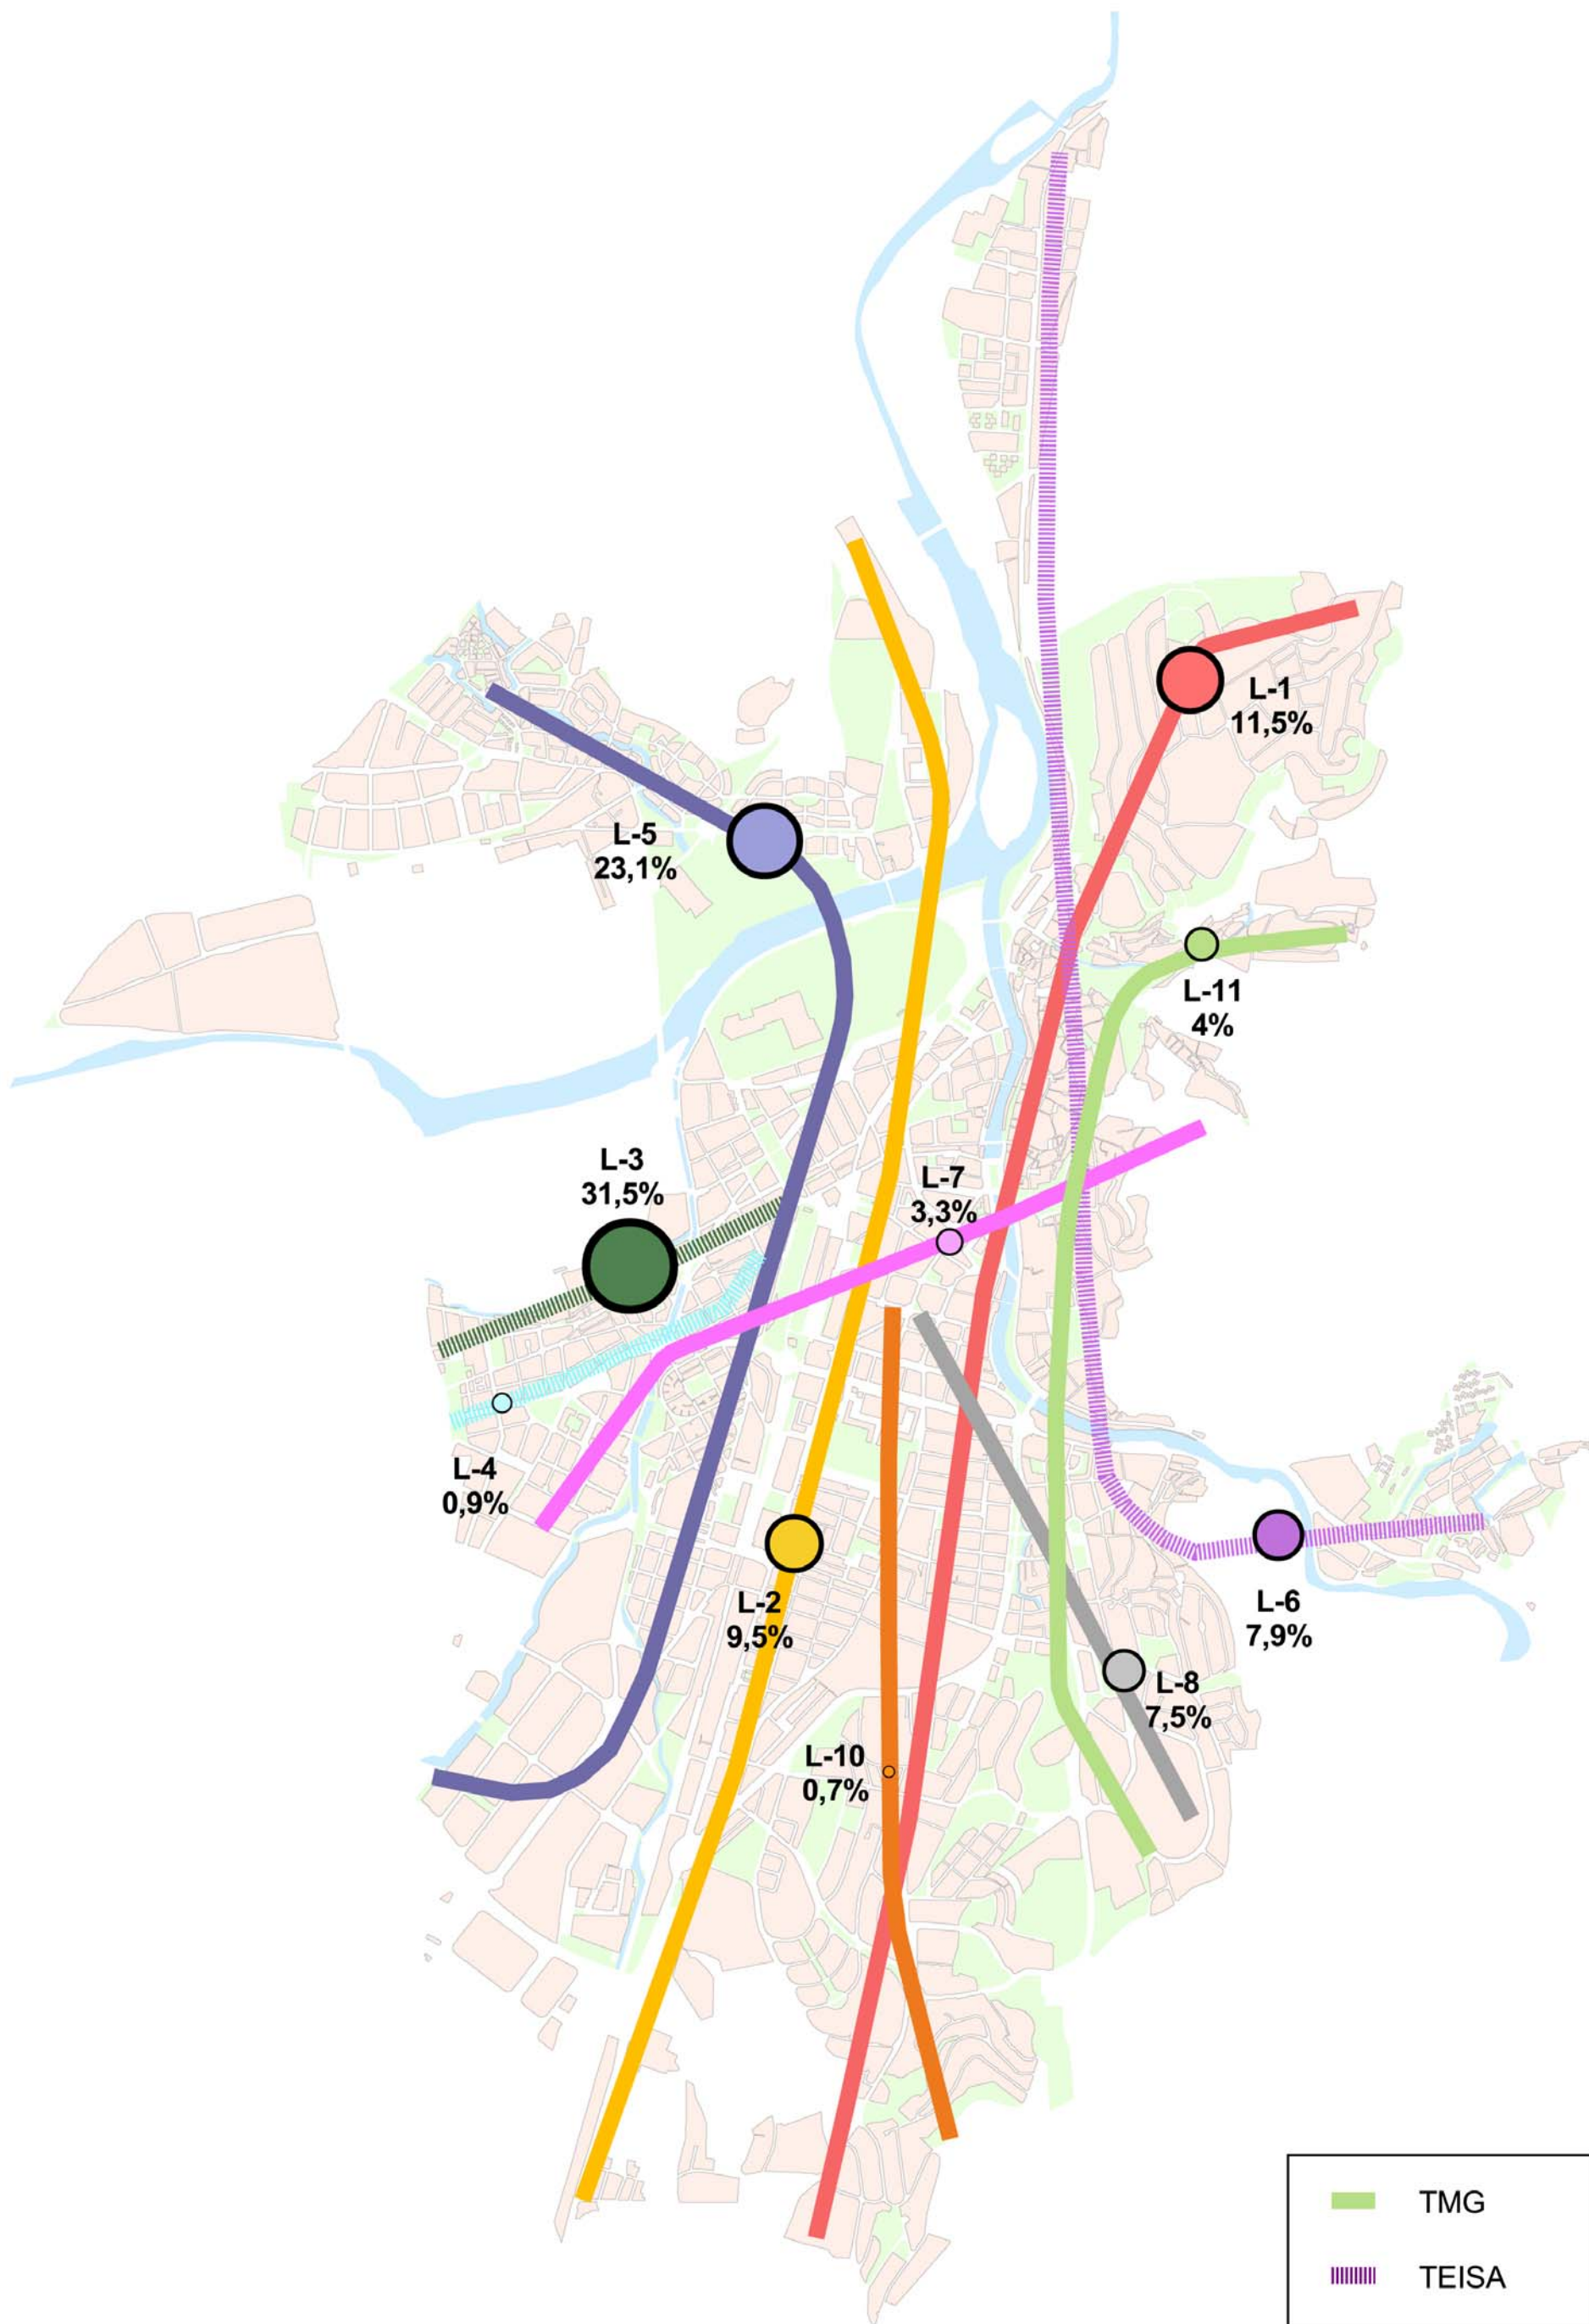 L-1
11,5%
L-5
23,1%
L-11
4%
L-3
31,5%
L-7
3,3%
L-4
0,9%
L-2
9,5%
L-6
7,9%
L-8
7,5%
L-10
0,7%
TMG
TEISA